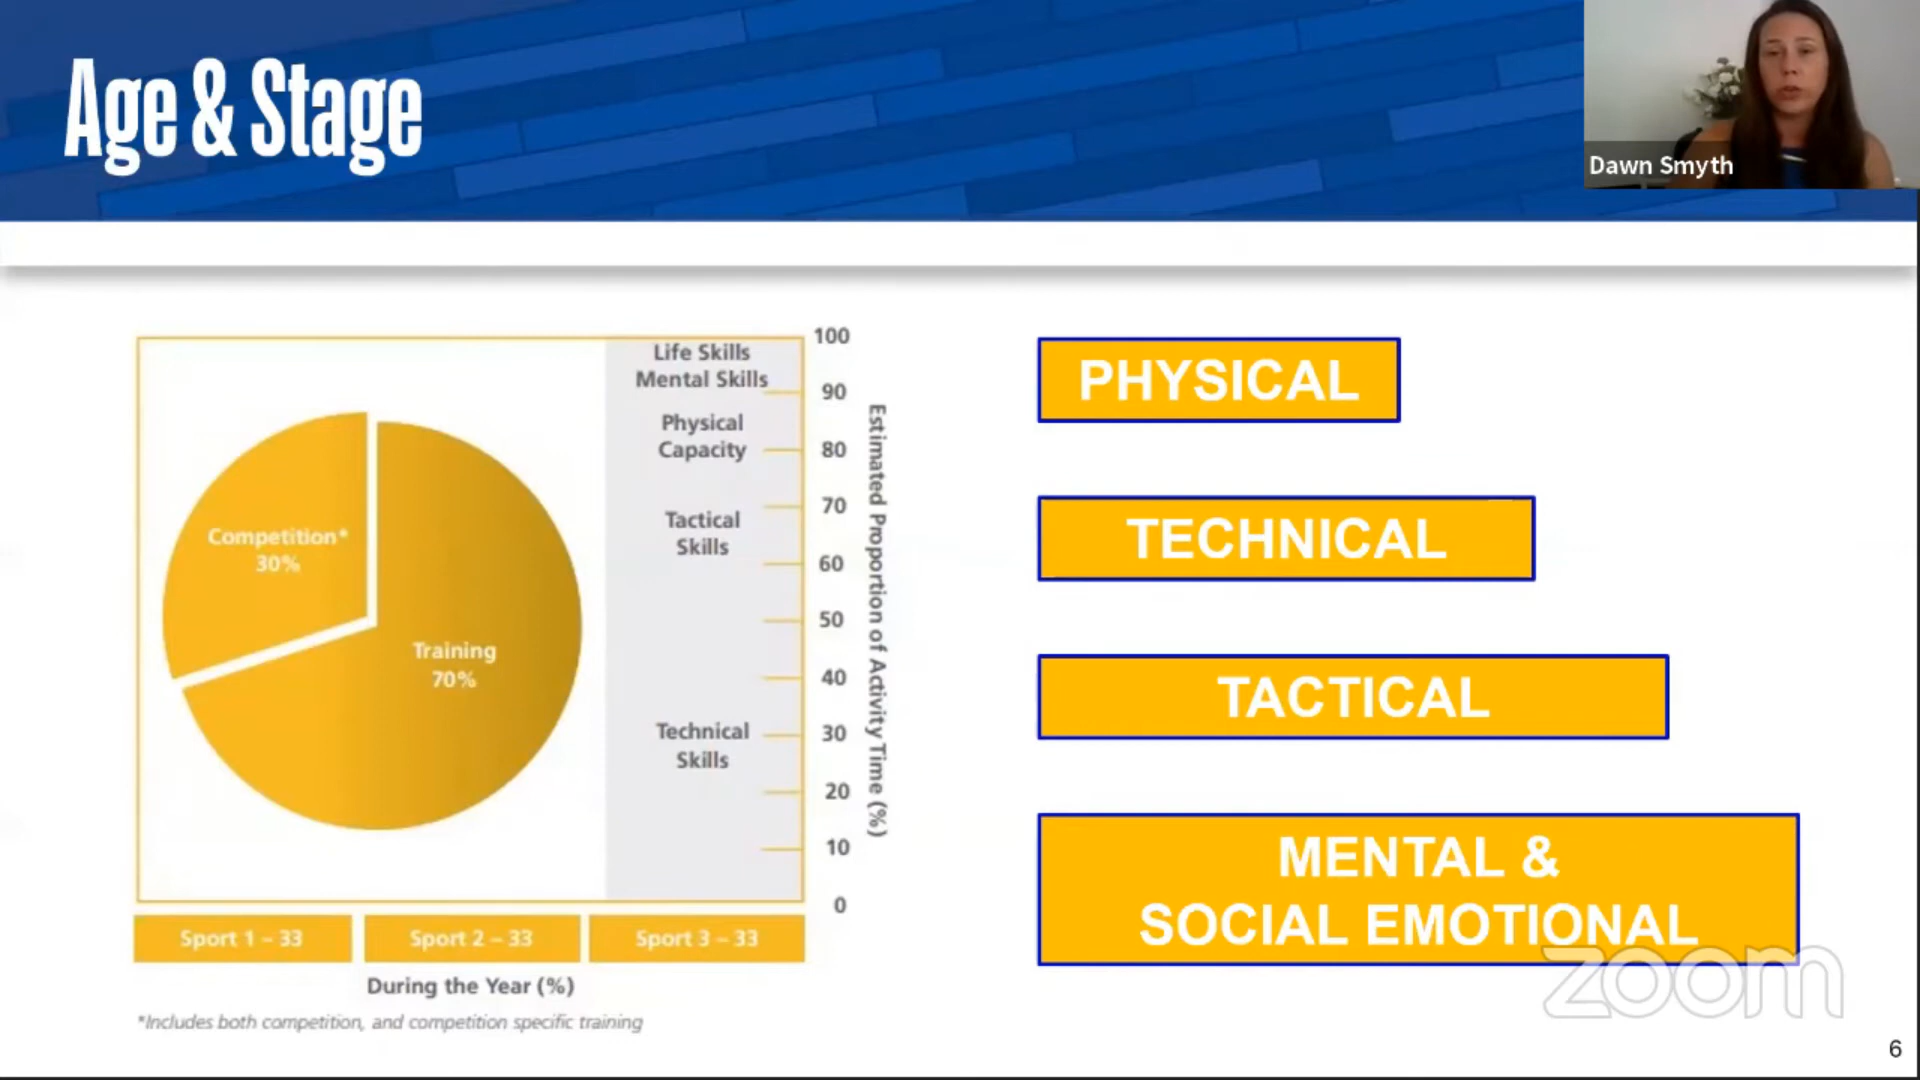 Age & Stage
Dawn Smyth
Life Skills
Mental Skills
Physical
Capacity
Tactical
Skills
Technical
Skills
Competition*
30%
Training
70%
100
90
80
70
60
50
40
30
20
10
0
Estimated Proportion of Activity Time (%)
Sport 1 – 33
Sport 2 – 33
Sport 3 – 33
During the Year (%)
*Includes both competition, and competition specific training
PHYSICAL
TECHNICAL
TACTICAL
MENTAL &
SOCIAL EMOTIONAL
zoom
6